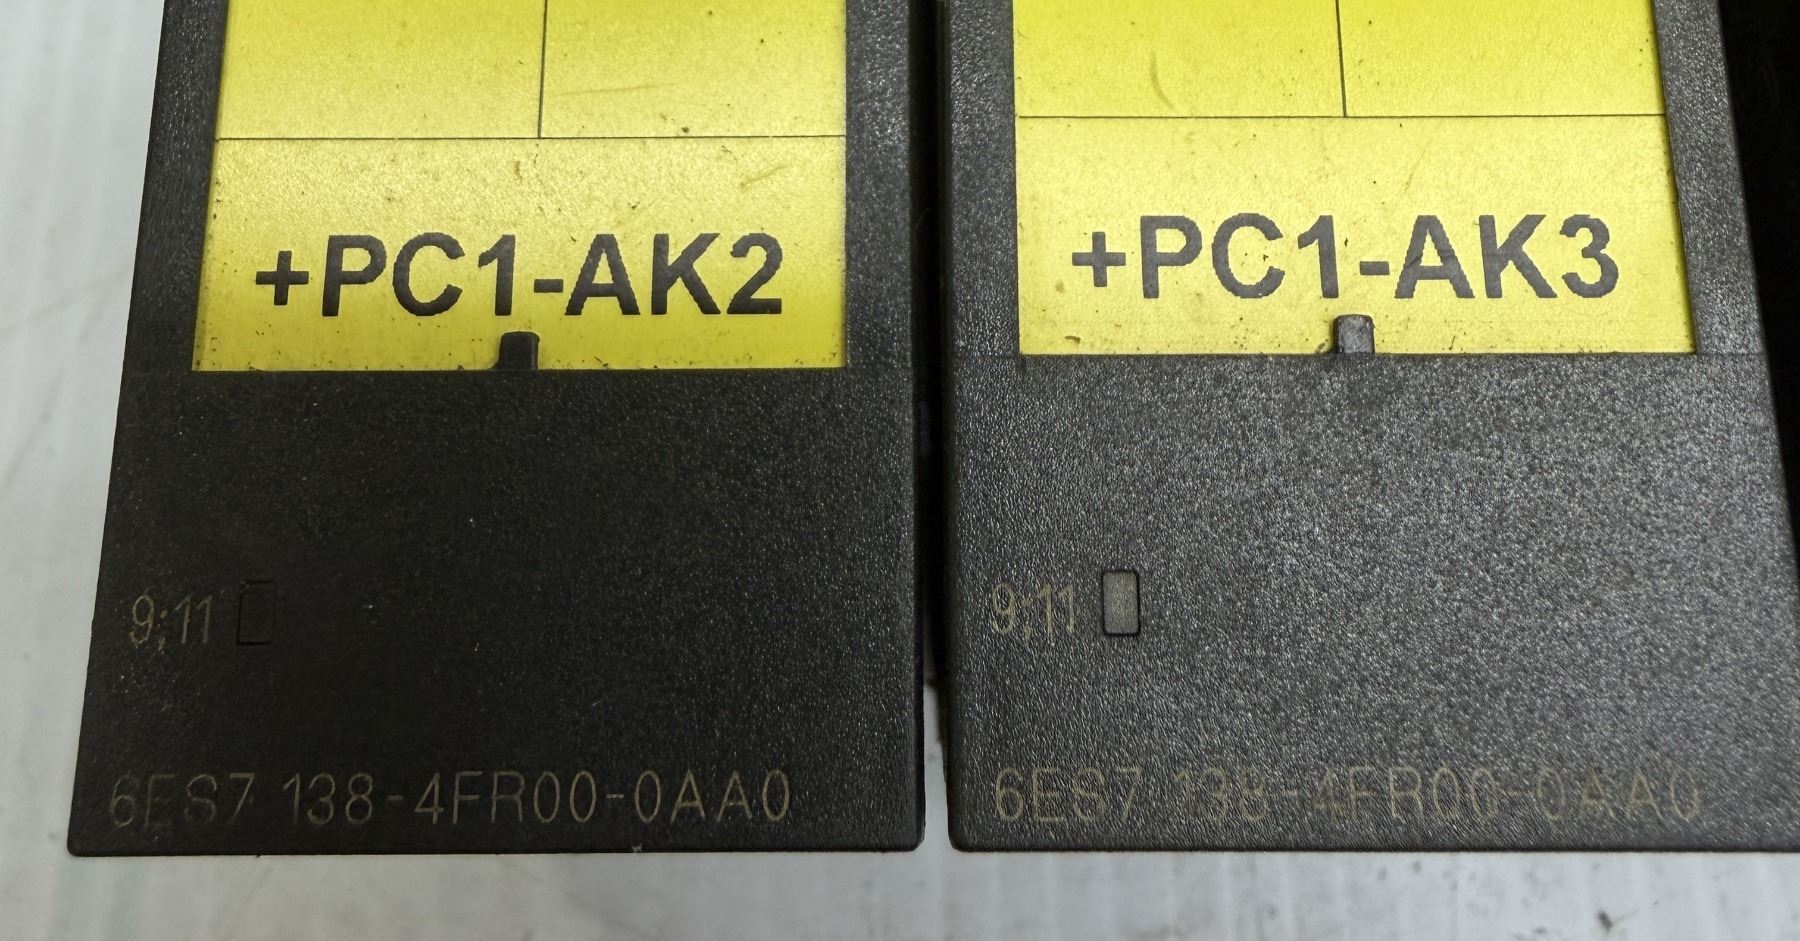 +PC1-AK2
9;11
6ES7 138-4FR00-0AA0
+PC1-AK3
9;11
6ES7 138-4FR00-0AA0